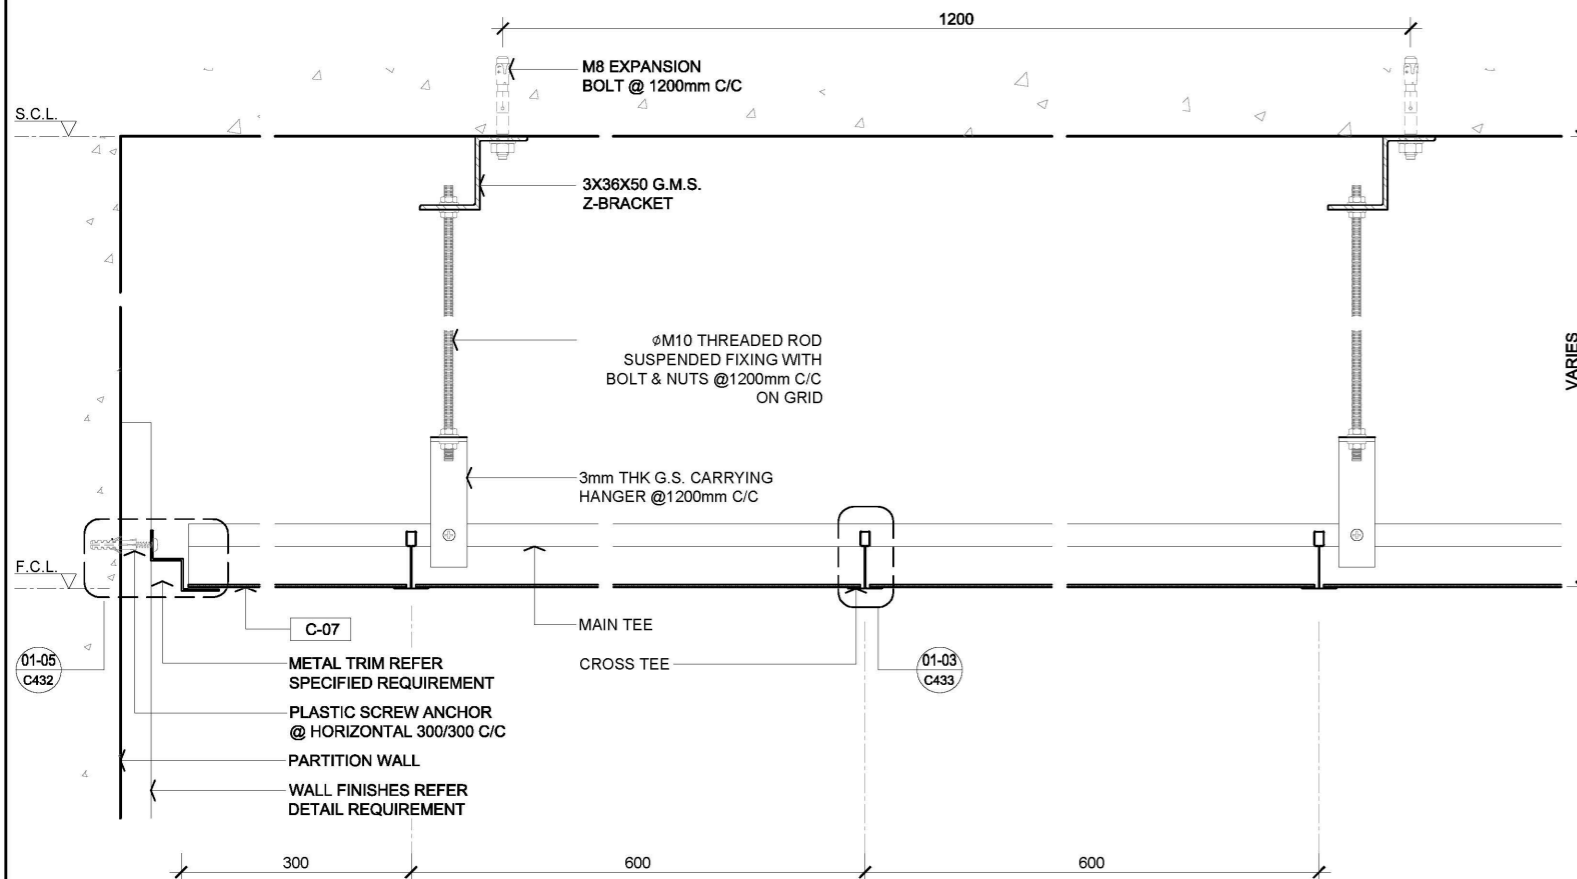 1200
M8 EXPANSION
BOLT @ 1200mm C/C
S.C.L.
3X36X50 G.M.S.
Z-BRACKET
VARIES
φM10 THREADED ROD
SUSPENDED FIXING WITH
BOLT & NUTS @1200mm C/C
ON GRID
3mm THK G.S. CARRYING
HANGER @1200mm C/C
F.C.L.
C-07
MAIN TEE
CROSS TEE
01-05
C432
01-03
C433
METAL TRIM REFER
SPECIFIED REQUIREMENT
PLASTIC SCREW ANCHOR
@ HORIZONTAL 300/300 C/C
PARTITION WALL
WALL FINISHES REFER
DETAIL REQUIREMENT
300
600
600